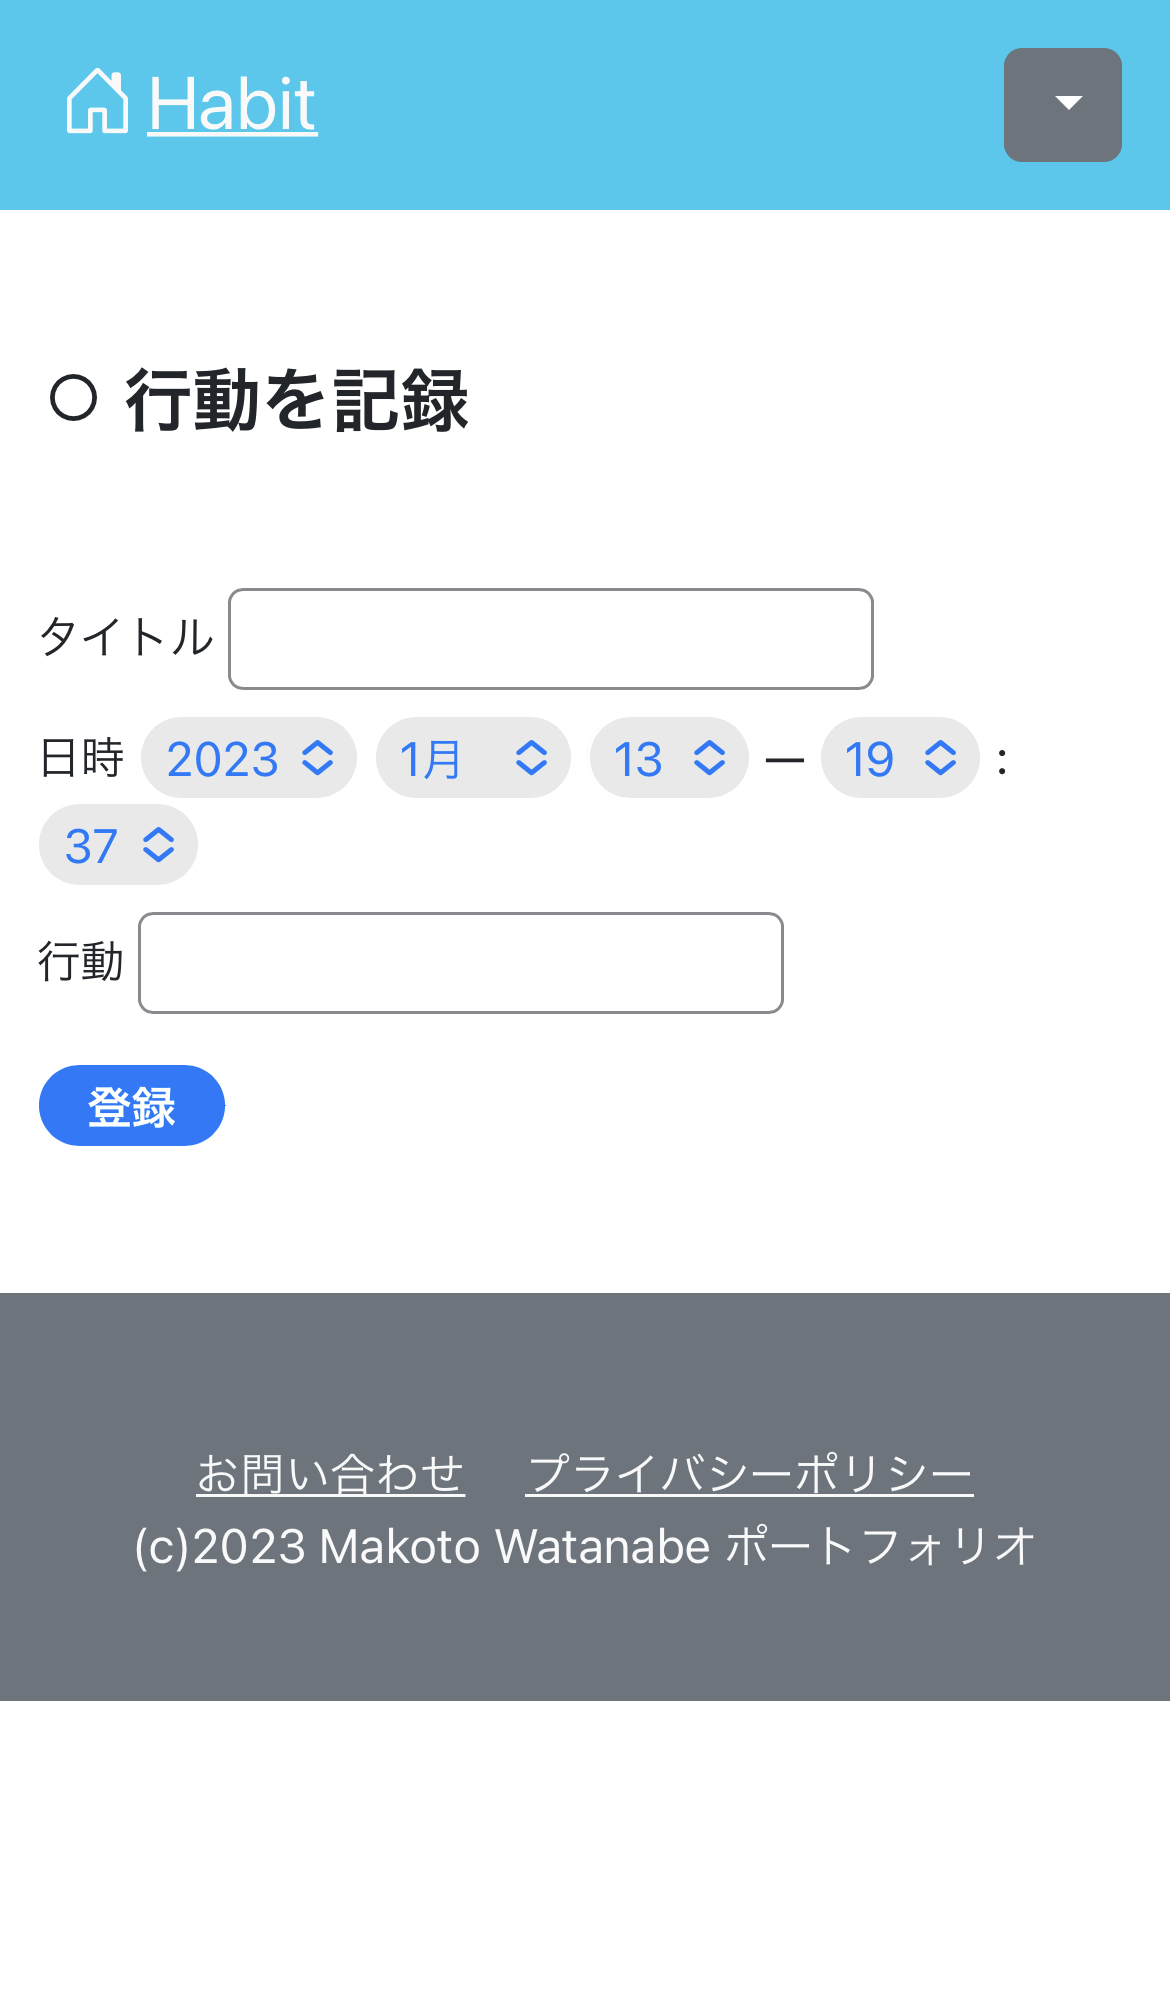 Habit
行動を記録
タイトル
日時 2023 1月 13 — 19 :
37
行動
登録
お問い合わせ プライバシーポリシー
(c)2023 Makoto Watanabe ポートフォリオ